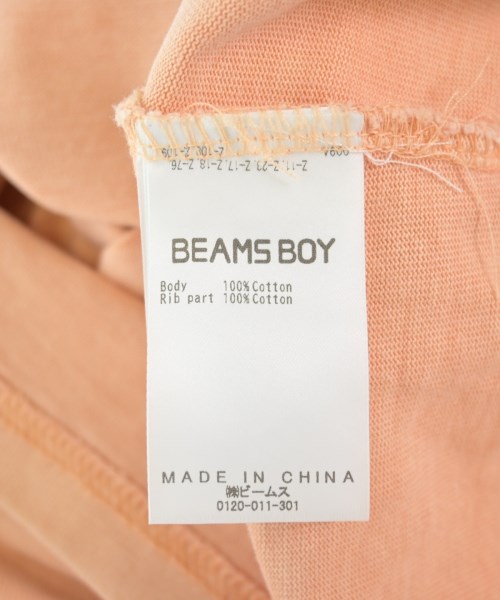 BEAMS BOY
Body 100%Cotton
Rib part 100%Cotton
MADE IN CHINA
㈱ビームス
0120-011-301